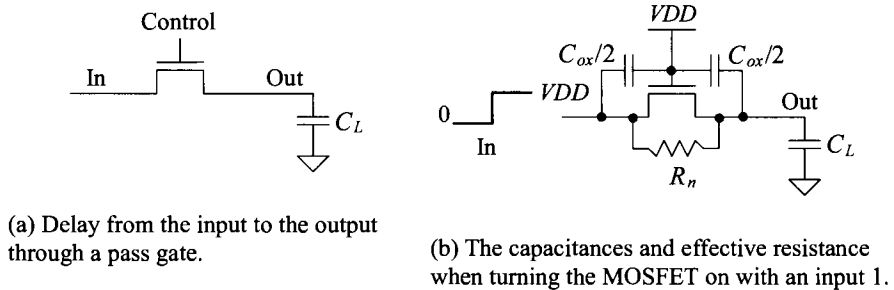 Control
In
Out
C_L
(a) Delay from the input to the output
through a pass gate.
VDD
C_ox/2
C_ox/2
VDD
0
In
Out
C_L
R_n
(b) The capacitances and effective resistance
when turning the MOSFET on with an input 1.